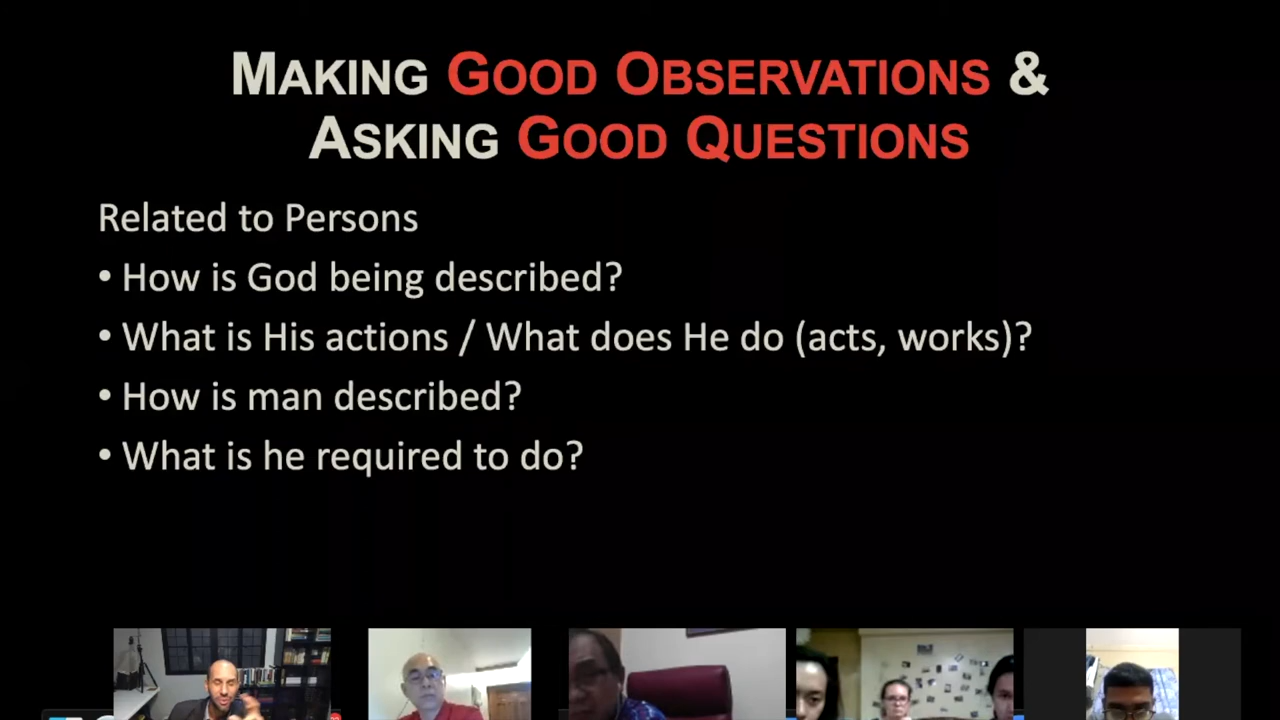 MAKING GOOD OBSERVATIONS &
ASKING GOOD QUESTIONS
Related to Persons
• How is God being described?
• What is His actions / What does He do (acts, works)?
• How is man described?
• What is he required to do?